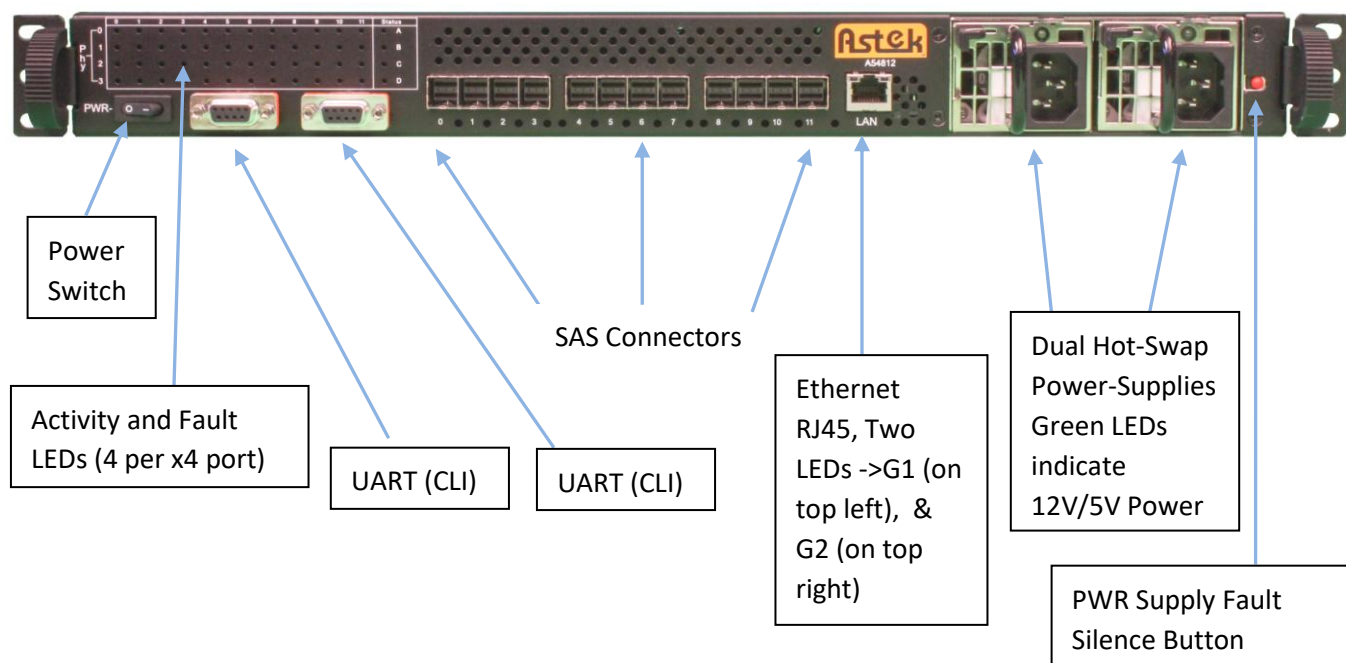 0 1 2 3 4 5 6 7 8 9 10 11 Status
Phy
0
1
2
3
A
B
C
D
PWR-
O –
Astek
A54812
0 1 2 3 4 5 6 7 8 9 10 11
LAN
Power
Switch
Activity and Fault
LEDs (4 per x4 port)
UART (CLI)
UART (CLI)
SAS Connectors
Ethernet
RJ45, Two
LEDs ->G1 (on
top left), &
G2 (on top
right)
Dual Hot-Swap
Power-Supplies
Green LEDs
indicate
12V/5V Power
PWR Supply Fault
Silence Button